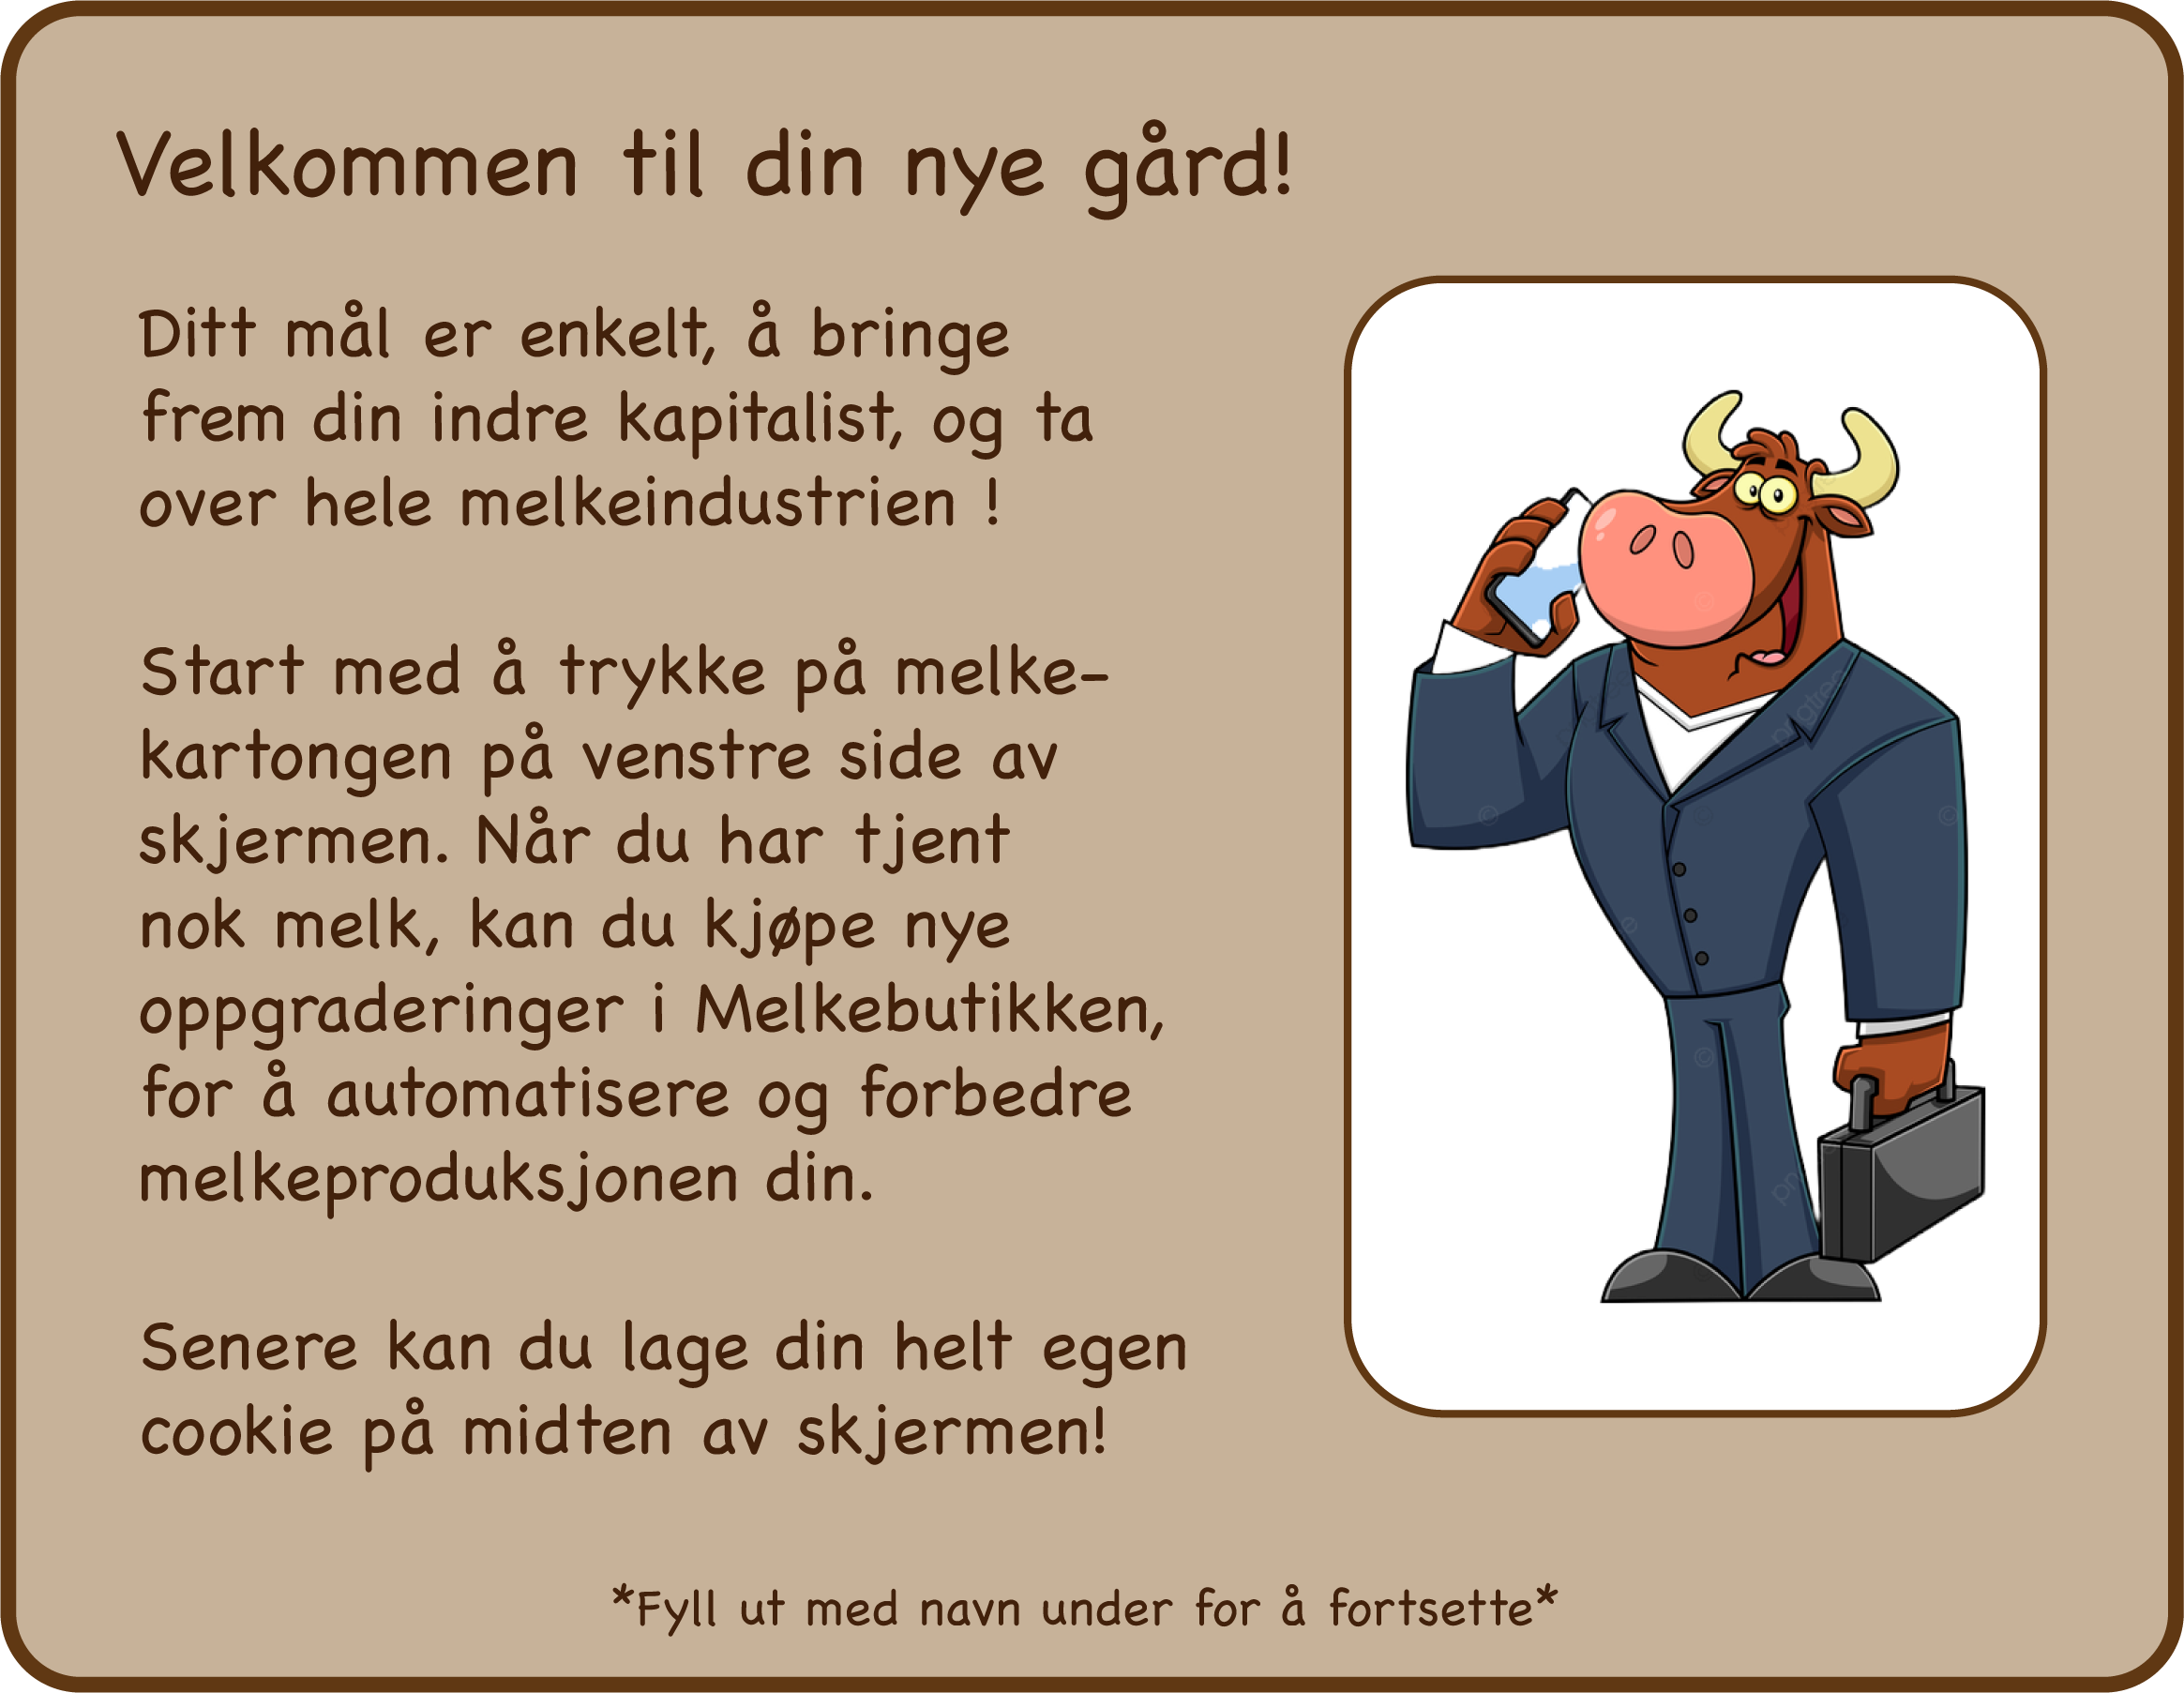 Velkommen til din nye gård!
Ditt mål er enkelt, å bringe
frem din indre kapitalist, og ta
over hele melkeindustrien !
Start med å trykke på melke-
kartongen på venstre side av
skjermen. Når du har tjent
nok melk, kan du kjøpe nye
oppgraderinger i Melkebutikken,
for å automatisere og forbedre
melkeproduksjonen din.
Senere kan du lage din helt egen
cookie på midten av skjermen!
*Fyll ut med navn under for å fortsette*
pngtree